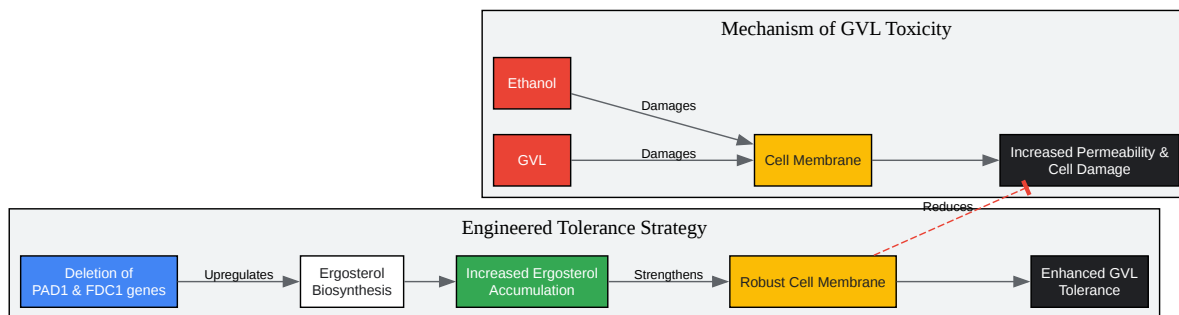 Mechanism of GVL Toxicity
Ethanol
Damages
GVL
Damages
Cell Membrane
Increased Permeability &
Cell Damage
Reduces
Engineered Tolerance Strategy
Deletion of
PAD1 & FDC1 genes
Upregulates
Ergosterol
Biosynthesis
Increased Ergosterol
Accumulation
Strengthens
Robust Cell Membrane
Enhanced GVL
Tolerance